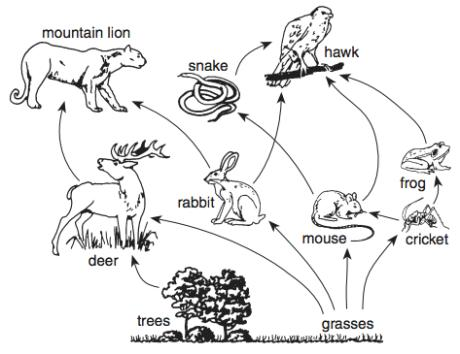 mountain lion
hawk
snake
frog
rabbit
mouse
cricket
deer
trees
grasses